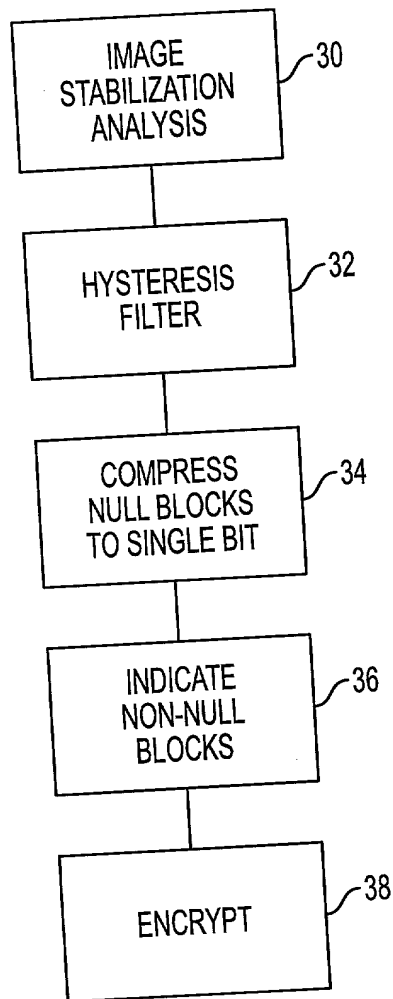 IMAGE
STABILIZATION
ANALYSIS
30
HYSTERESIS
FILTER
32
COMPRESS
NULL BLOCKS
TO SINGLE BIT
34
INDICATE
NON-NULL
BLOCKS
36
ENCRYPT
38